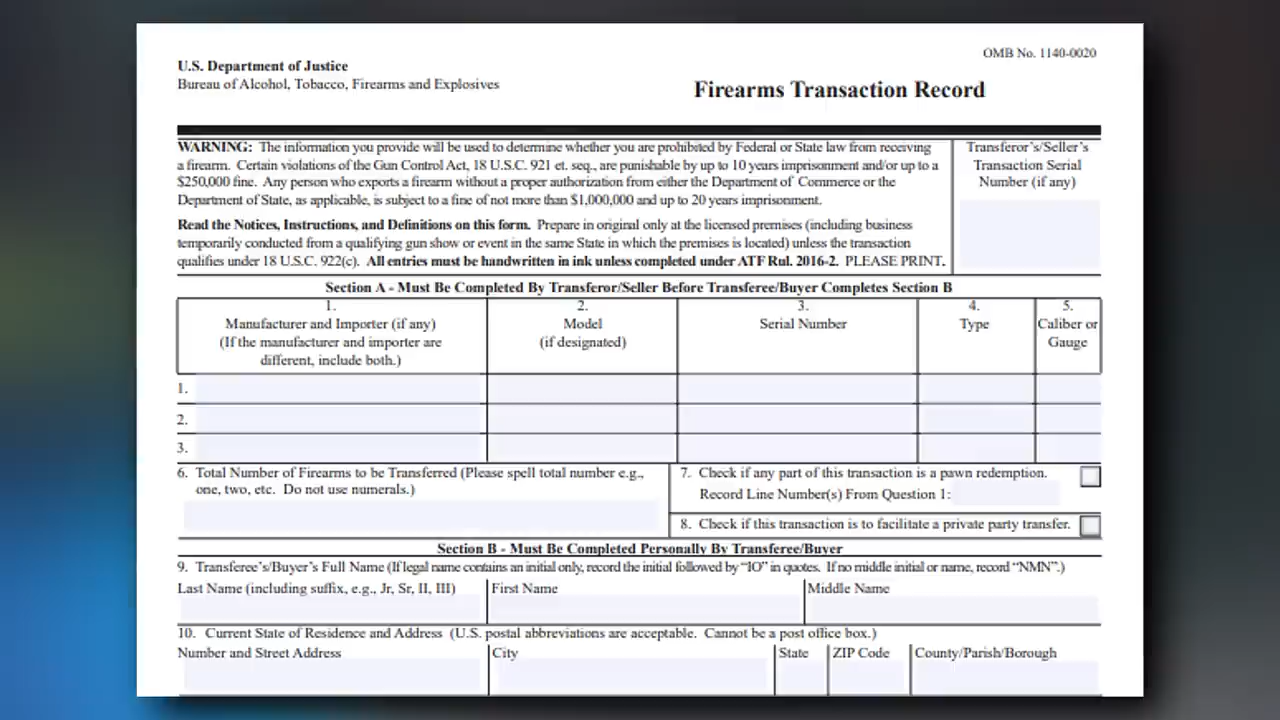 OMB No. 1140-0020
U.S. Department of Justice
Bureau of Alcohol, Tobacco, Firearms and Explosives
Firearms Transaction Record
WARNING: The information you provide will be used to determine whether you are prohibited by Federal or State law from receiving
a firearm. Certain violations of the Gun Control Act, 18 U.S.C. 921 et. seq., are punishable by up to 10 years imprisonment and/or up to a
$250,000 fine. Any person who exports a firearm without a proper authorization from either the Department of Commerce or the
Department of State, as applicable, is subject to a fine of not more than $1,000,000 and up to 20 years imprisonment.
Read the Notices, Instructions, and Definitions on this form. Prepare in original only at the licensed premises (including business
temporarily conducted from a qualifying gun show or event in the same State in which the premises is located) unless the transaction
qualifies under 18 U.S.C. 922(c). All entries must be handwritten in ink unless completed under ATF Rul. 2016-2. PLEASE PRINT.
Transferor's/Seller's
Transaction Serial
Number (if any)
Section A - Must Be Completed By Transferor/Seller Before Transferee/Buyer Completes Section B
1.
Manufacturer and Importer (if any)
(If the manufacturer and importer are
different, include both.)
2.
Model
(if designated)
3.
Serial Number
4.
Type
5.
Caliber or
Gauge
1.
2.
3.
6. Total Number of Firearms to be Transferred (Please spell total number e.g.,
one, two, etc. Do not use numerals.)
7. Check if any part of this transaction is a pawn redemption.
Record Line Number(s) From Question 1:
8. Check if this transaction is to facilitate a private party transfer.
Section B - Must Be Completed Personally By Transferee/Buyer
9. Transferee's/Buyer's Full Name (If legal name contains an initial only, record the initial followed by "IO" in quotes. If no middle initial or name, record "NMN".)
Last Name (including suffix, e.g., Jr, Sr, II, III)
First Name
Middle Name
10. Current State of Residence and Address (U.S. postal abbreviations are acceptable. Cannot be a post office box.)
Number and Street Address
City
State
ZIP Code
County/Parish/Borough